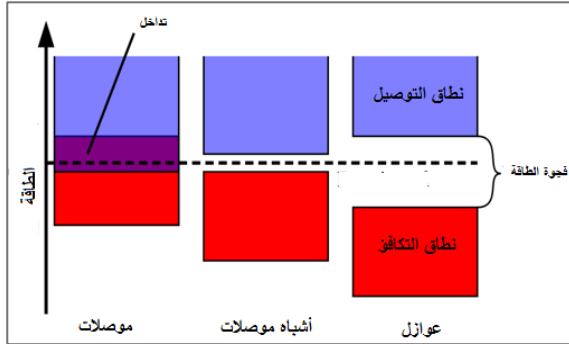 تداخل
نطاق التوصيل
فجوة الطاقة
الطاقة
نطاق التكافؤ
عوازل
أشباه موصلات
موصلات